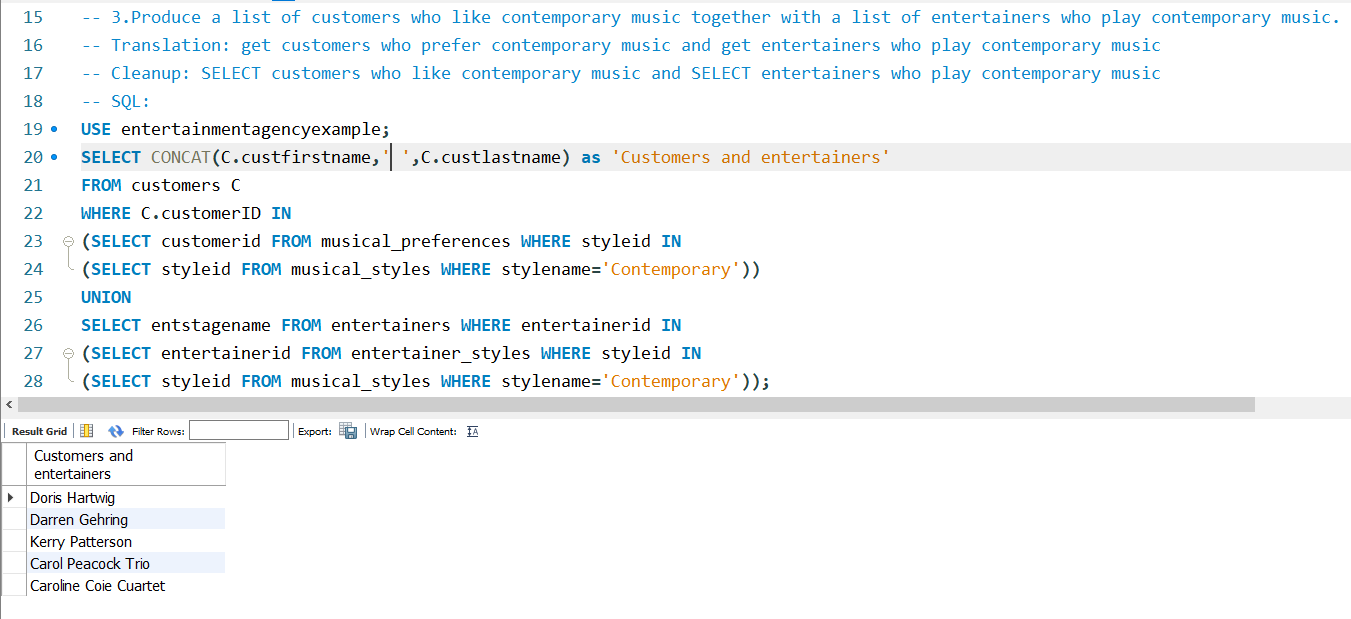 15 -- 3.Produce a list of customers who like contemporary music together with a list of entertainers who play contemporary music.
16 -- Translation: get customers who prefer contemporary music and get entertainers who play contemporary music
17 -- Cleanup: SELECT customers who like contemporary music and SELECT entertainers who play contemporary music
18 -- SQL:
19 USE entertainmentagencyexample;
20 SELECT CONCAT(C.custfirstname,' ',C.custlastname) as 'Customers and entertainers'
21 FROM customers C
22 WHERE C.customerID IN
23 (SELECT customerid FROM musical_preferences WHERE styleid IN
24 (SELECT styleid FROM musical_styles WHERE stylename='Contemporary'))
25 UNION
26 SELECT entstagename FROM entertainers WHERE entertainerid IN
27 (SELECT entertainerid FROM entertainer_styles WHERE styleid IN
28 (SELECT styleid FROM musical_styles WHERE stylename='Contemporary'));
Result Grid Filter Rows: Export: Wrap Cell Content:
Customers and
entertainers
Doris Hartwig
Darren Gehring
Kerry Patterson
Carol Peacock Trio
Caroline Coie Cuartet